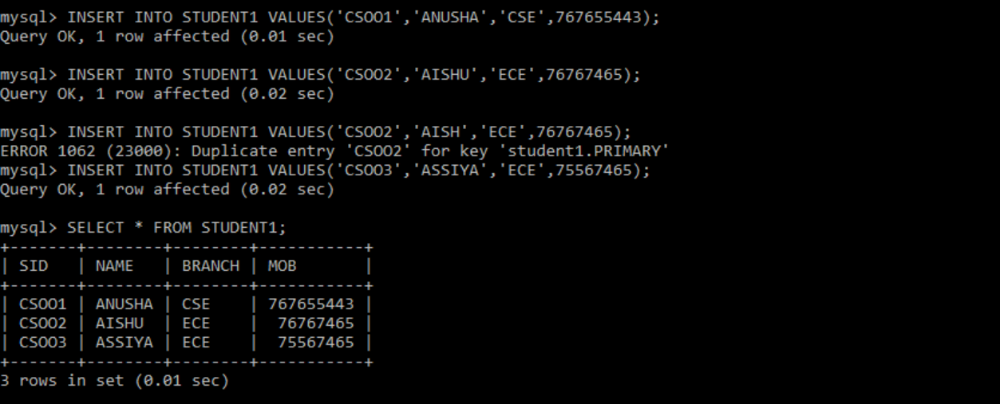 mysql> INSERT INTO STUDENT1 VALUES('CSOO1','ANUSHA','CSE',767655443);
Query OK, 1 row affected (0.01 sec)
mysql> INSERT INTO STUDENT1 VALUES('CSOO2','AISHU','ECE',76767465);
Query OK, 1 row affected (0.02 sec)
mysql> INSERT INTO STUDENT1 VALUES('CSOO2','AISH','ECE',76767465);
ERROR 1062 (23000): Duplicate entry 'CSOO2' for key 'student1.PRIMARY'
mysql> INSERT INTO STUDENT1 VALUES('CSOO3','ASSIYA','ECE',75567465);
Query OK, 1 row affected (0.02 sec)
mysql> SELECT * FROM STUDENT1;
+-------+--------+--------+-----------+
| SID   | NAME   | BRANCH | MOB       |
+-------+--------+--------+-----------+
| CSOO1 | ANUSHA | CSE    | 767655443 |
| CSOO2 | AISHU  | ECE    |  76767465 |
| CSOO3 | ASSIYA | ECE    |  75567465 |
+-------+--------+--------+-----------+
3 rows in set (0.01 sec)